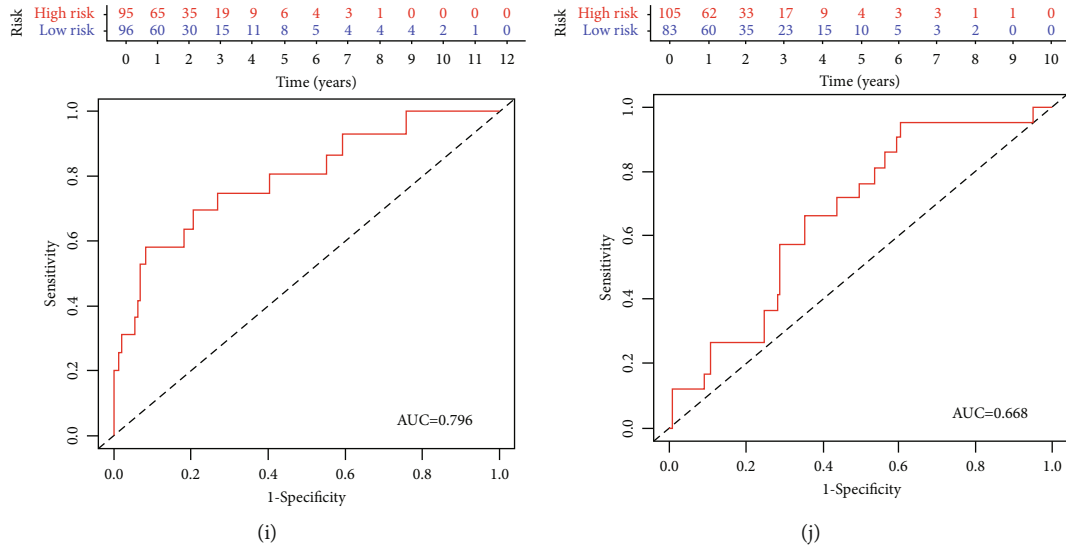 Risk
High risk 95 65 35 19 9 6 4 3 1 0 0 0 0
Low risk 96 60 30 15 11 8 5 4 4 4 2 1 0
0 1 2 3 4 5 6 7 8 9 10 11 12
Time (years)
1.0
0.8
0.6
0.4
0.2
0.0
Sensitivity
AUC=0.796
0.0 0.2 0.4 0.6 0.8 1.0
1-Specificity
(i)
Risk
High risk 105 62 33 17 9 4 3 3 1 1 0
Low risk 83 60 35 23 15 10 5 3 2 0 0
0 1 2 3 4 5 6 7 8 9 10
Time (years)
1.0
0.8
0.6
0.4
0.2
0.0
Sensitivity
AUC=0.668
0.0 0.2 0.4 0.6 0.8 1.0
1-Specificity
(j)